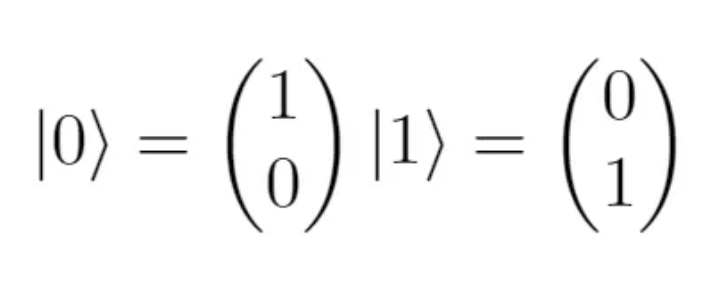 |0⟩ = (1 0) |1⟩ = (0 1)